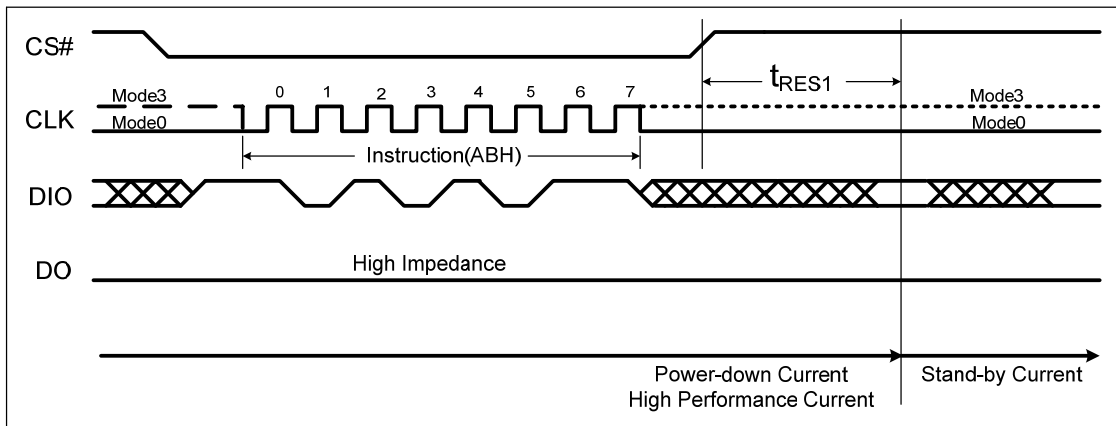 CS#
tRES1
0 1 2 3 4 5 6 7
Mode3
Mode3
CLK
Mode0
Mode0
Instruction(ABH)
DIO
High Impedance
DO
Power-down Current
High Performance Current
Stand-by Current